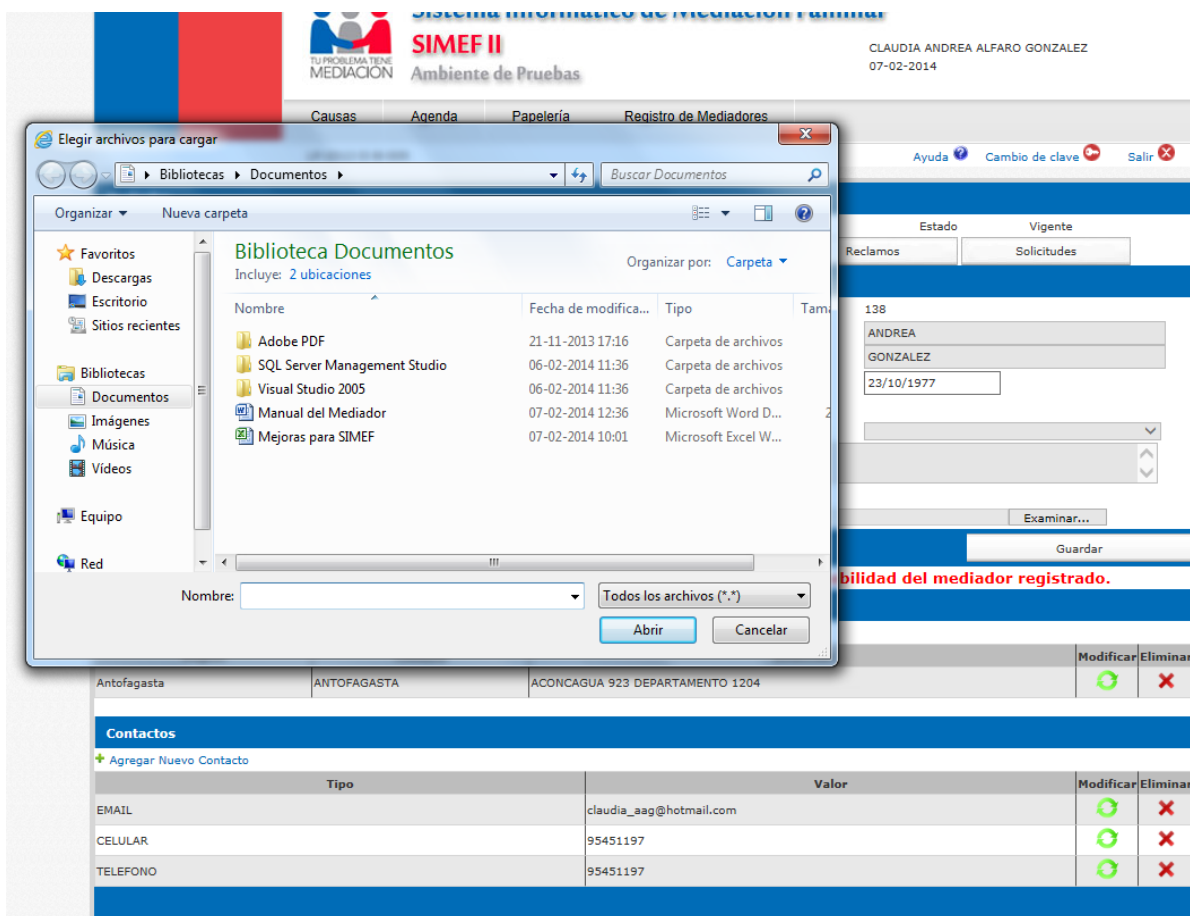 Sistema Informático de Mediación Familiar
TU PROBLEMA TIENE
MEDIACIÓN
SIMEF II
Ambiente de Pruebas
CLAUDIA ANDREA ALFARO GONZALEZ
07-02-2014
Causas Agenda Papelería Registro de Mediadores
Ayuda Cambio de clave Salir
Elegir archivos para cargar
Bibliotecas Documentos
Buscar Documentos
Organizar Nueva carpeta
Favoritos
Descargas
Escritorio
Sitios recientes
Bibliotecas
Documentos
Imágenes
Música
Vídeos
Equipo
Red
Biblioteca Documentos
Incluye: 2 ubicaciones
Organizar por: Carpeta
Nombre Fecha de modifica... Tipo Tama
Adobe PDF 21-11-2013 17:16 Carpeta de archivos
SQL Server Management Studio 06-02-2014 11:36 Carpeta de archivos
Visual Studio 2005 06-02-2014 11:36 Carpeta de archivos
Manual del Mediador 07-02-2014 12:36 Microsoft Word D... 2
Mejoras para SIMEF 07-02-2014 10:01 Microsoft Excel W...
Nombre: Todos los archivos (*.*)
Abrir Cancelar
Estado Vigente
Reclamos Solicitudes
138
ANDREA
GONZALEZ
23/10/1977
Examinar...
Guardar
bilidad del mediador registrado.
Modificar Eliminar
Antofagasta ANTOFAGASTA ACONCAGUA 923 DEPARTAMENTO 1204
Contactos
Agregar Nuevo Contacto
Tipo Valor Modificar Eliminar
EMAIL claudia_aag@hotmail.com
CELULAR 95451197
TELEFONO 95451197